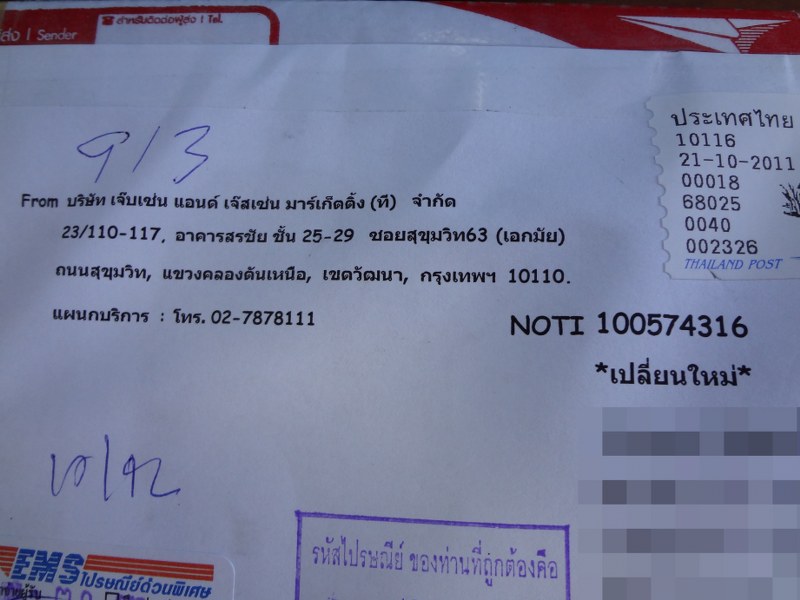 ส่ง | Sender
☎ สำหรับติดต่อผู้ส่ง | Tel.
ประเทศไทย
10116
21-10-2011
00018
68025
0040
002326
THAILAND POST
9/3
From บริษัท เจ๊บเซ่น แอนด์ เจ๊สเซ่น มาร์เก็ตติ้ง (ที) จำกัด
23/110-117, อาคารสรชัย ชั้น 25-29 ซอยสุขุมวิท63 (เอกมัย)
ถนนสุขุมวิท, แขวงคลองตันเหนือ, เขตวัฒนา, กรุงเทพฯ 10110.
แผนกบริการ : โทร. 02-7878111
NOTI 100574316
*เปลี่ยนใหม่*
รหัสไปรษณีย์ ของท่านที่ถูกต้องคือ
EMS ไปรษณีย์ด่วนพิเศษ